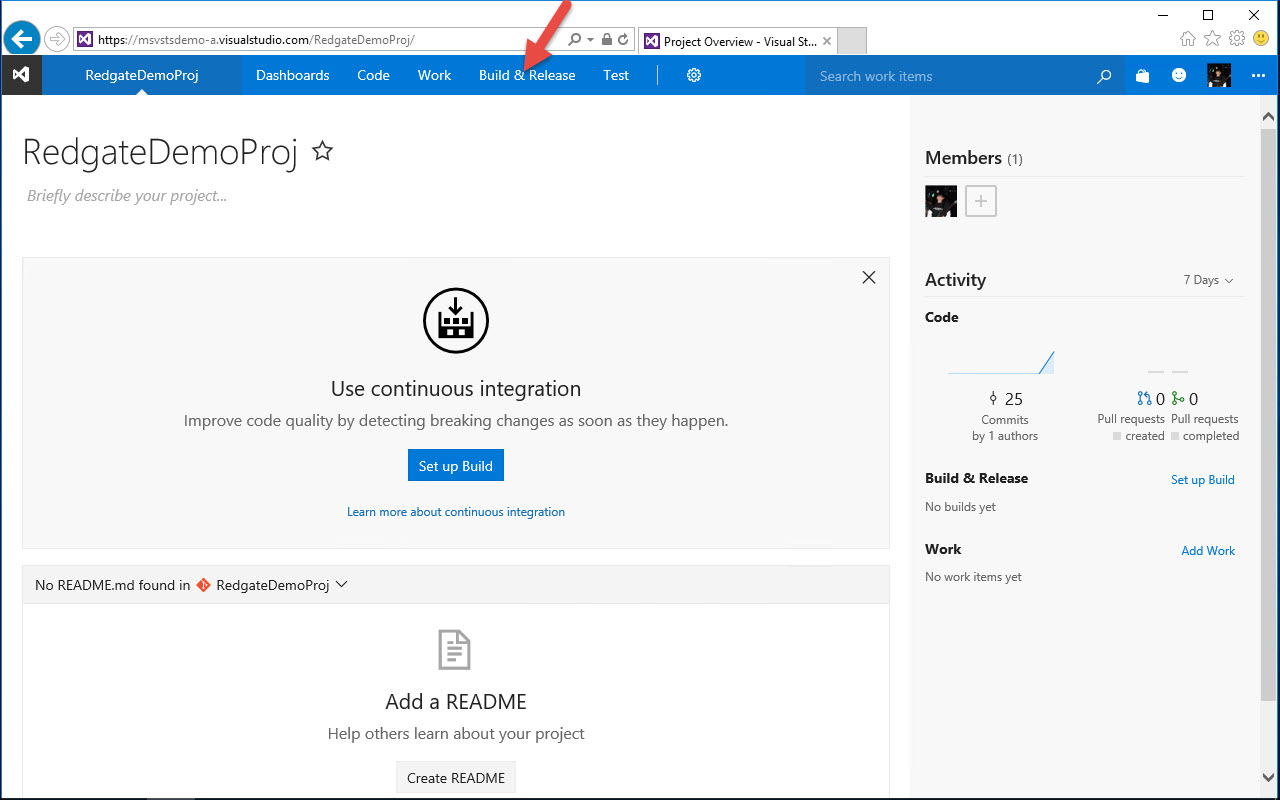 https://msvstsdemo-a.visualstudio.com/RedgateDemoProj/
Project Overview - Visual St...
RedgateDemoProj
Dashboards
Code
Work
Build & Release
Test
Search work items
RedgateDemoProj
Briefly describe your project...
Use continuous integration
Improve code quality by detecting breaking changes as soon as they happen.
Set up Build
Learn more about continuous integration
No README.md found in RedgateDemoProj
Add a README
Help others learn about your project
Create README
Members (1)
Activity
7 Days
Code
25
Commits
by 1 authors
0
Pull requests
created
0
Pull requests
completed
Build & Release
Set up Build
No builds yet
Work
Add Work
No work items yet